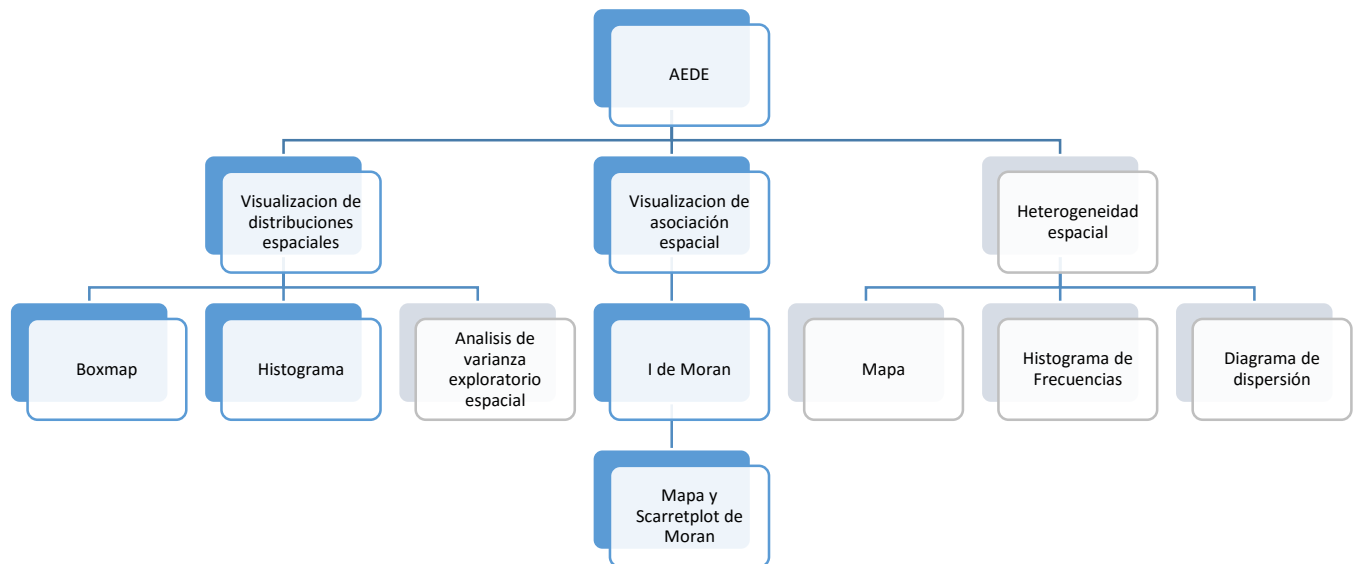 AEDE
Visualizacion de
distribuciones
espaciales
Visualizacion de
asociación
espacial
Heterogeneidad
espacial
Boxmap
Histograma
Analisis de
varianza
exploratorio
espacial
I de Moran
Mapa
Histograma de
Frecuencias
Diagrama de
dispersión
Mapa y
Scarretplot de
Moran